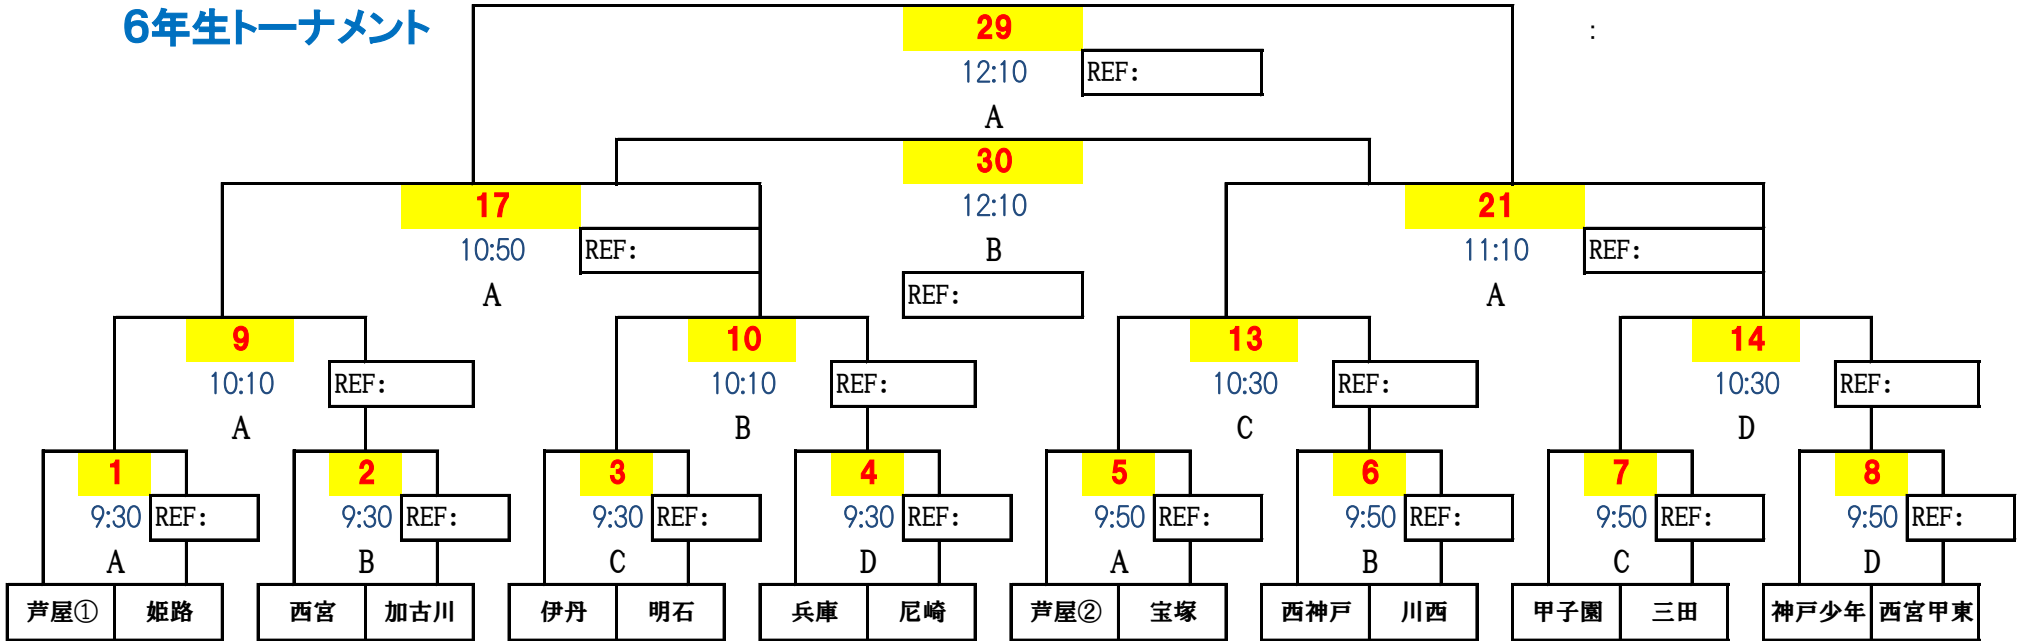 6年生トーナメント
29
:
12:10 REF:
A
30
17 12:10 21
10:50 REF: B 11:10 REF:
A REF: A
9 10 13 14
10:10 REF: 10:10 REF: 10:30 REF: 10:30 REF:
A B C D
1 2 3 4 5 6 7 8
9:30 REF: 9:30 REF: 9:30 REF: 9:30 REF: 9:50 REF: 9:50 REF: 9:50 REF: 9:50 REF:
A B C D A B C D
芦屋① 姫路 西宮 加古川 伊丹 明石 兵庫 尼崎 芦屋② 宝塚 西神戸 川西 甲子園 三田 神戸少年 西宮甲東